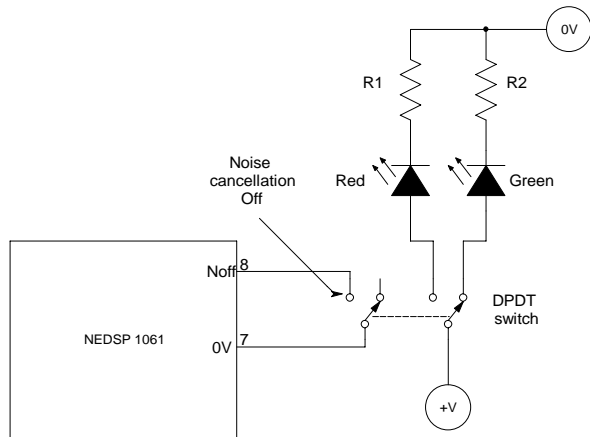 0V
R1
R2
Noise
cancellation
Off
Red
Green
Noff
8
DPDT
switch
NEDSP 1061
0V
7
+V